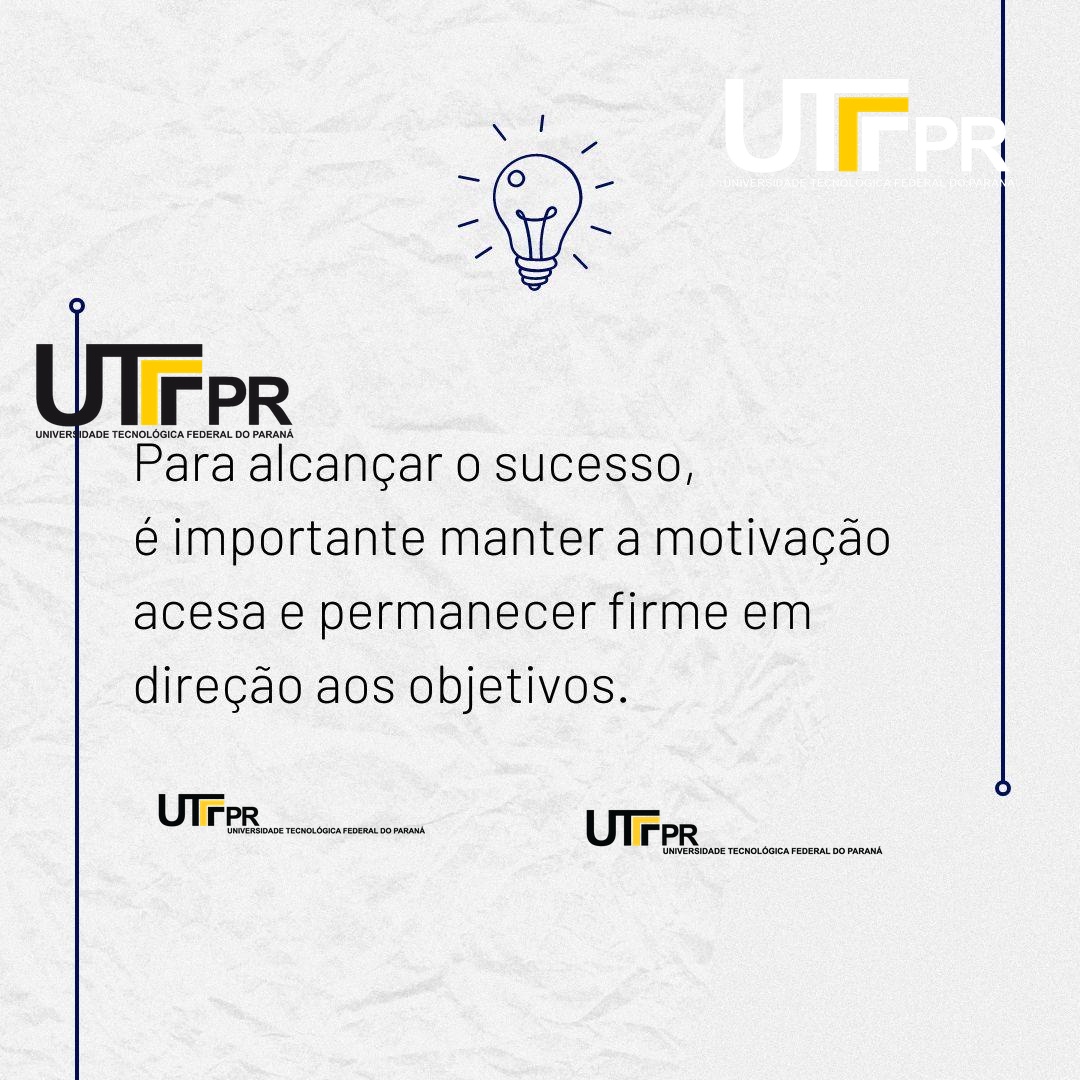 UTFPR
UNIVERSIDADE TECNOLÓGICA FEDERAL DO PARANÁ
UTFPR
UNIVERSIDADE TECNOLÓGICA FEDERAL DO PARANÁ
Para alcançar o sucesso,
é importante manter a motivação
acesa e permanecer firme em
direção aos objetivos.
UTFPR
UNIVERSIDADE TECNOLÓGICA FEDERAL DO PARANÁ
UTFPR
UNIVERSIDADE TECNOLÓGICA FEDERAL DO PARANÁ